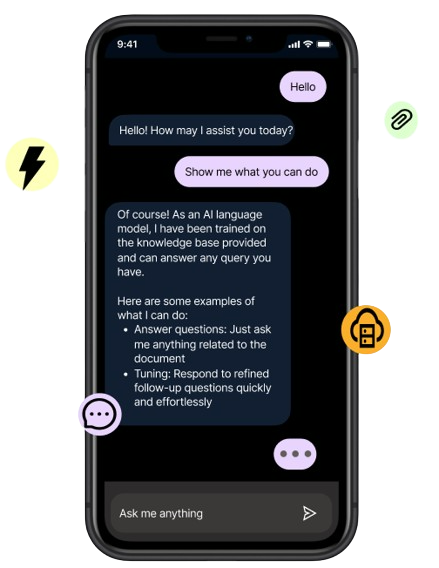 9:41
Hello
Hello! How may I assist you today?
Show me what you can do
Of course! As an AI language
model, I have been trained on
the knowledge base provided
and can answer any query you
have.
Here are some examples of
what I can do:
• Answer questions: Just ask
me anything related to the
document
• Tuning: Respond to refined
follow-up questions quickly
and effortlessly
Ask me anything